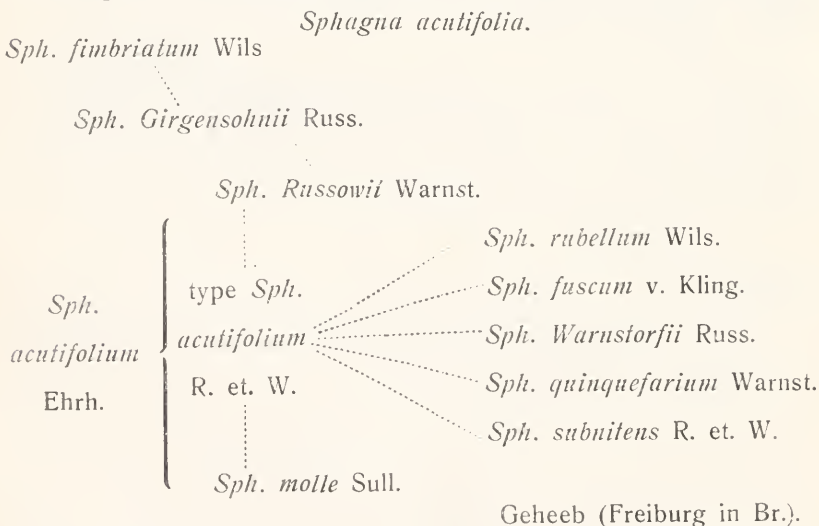 Sphagna acutifolia.
Sph. fimbriatum Wils
Sph. Girgensohnii Russ.
Sph. Russowii Warnst.
Sph.
acutifolium
Ehrh.
type Sph.
acutifolium
R. et. W.
Sph. molle Sull.
Sph. rubellum Wils.
Sph. fuscum v. Kling.
Sph. Warnstorfii Russ.
Sph. quinquefarium Warnst.
Sph. subnitens R. et. W.
Geheeb (Freiburg in Br.).